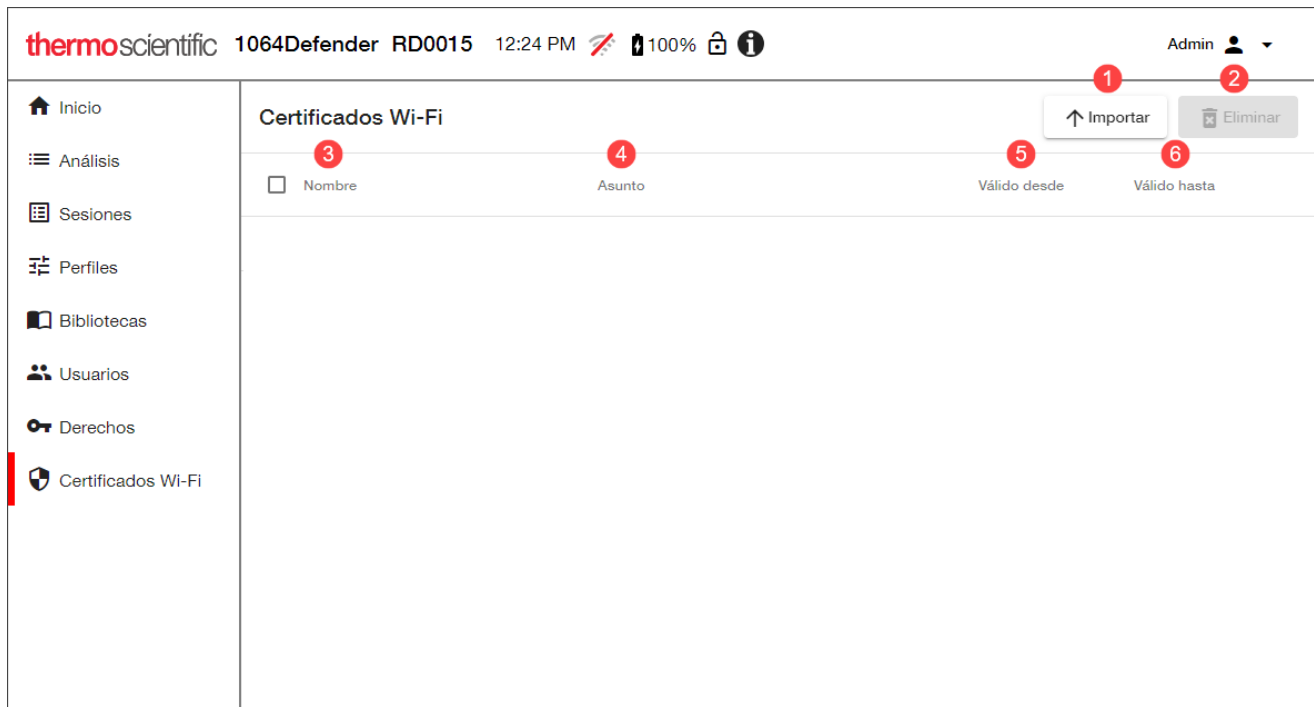 thermoscientific 1064Defender RD0015 12:24 PM 100% Admin
1 2
Inicio
Certificados Wi-Fi
Importar Eliminar
Análisis
3 4 5 6
Nombre Asunto Válido desde Válido hasta
Sesiones
Perfiles
Bibliotecas
Usuarios
Derechos
Certificados Wi-Fi